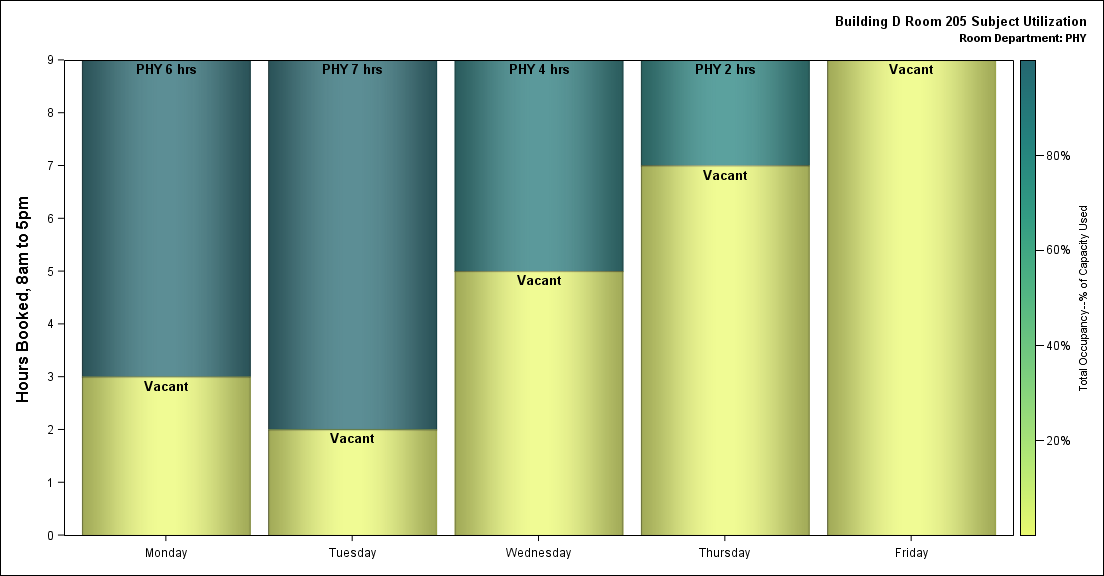 Building D Room 205 Subject Utilization
Room Department: PHY
Hours Booked, 8am to 5pm
9
8
7
6
5
4
3
2
1
0
PHY 6 hrs
Vacant
PHY 7 hrs
Vacant
PHY 4 hrs
Vacant
PHY 2 hrs
Vacant
Vacant
Monday
Tuesday
Wednesday
Thursday
Friday
80%
60%
40%
20%
Total Occupancy--% of Capacity Used